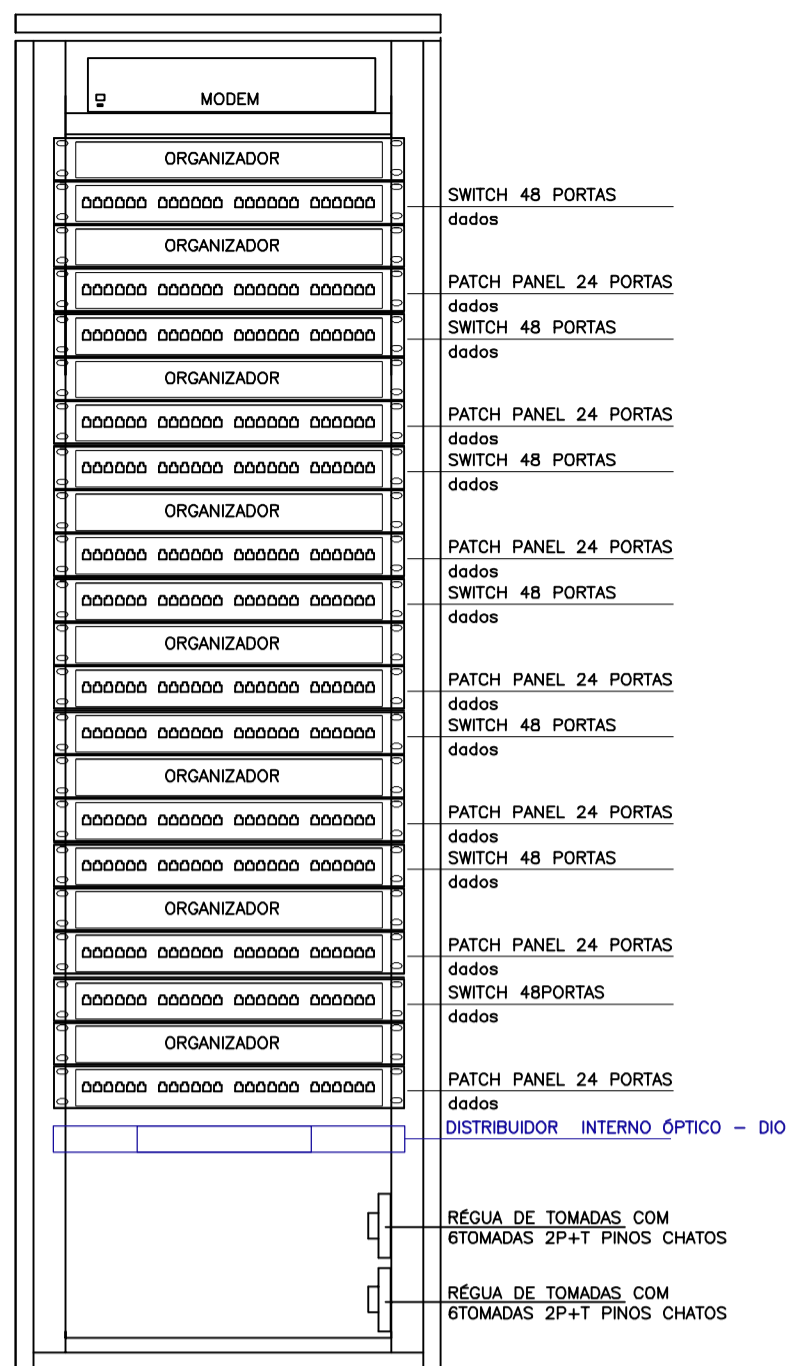 MODEM
ORGANIZADOR
SWITCH 48 PORTAS
dados
ORGANIZADOR
PATCH PANEL 24 PORTAS
dados
SWITCH 48 PORTAS
dados
ORGANIZADOR
PATCH PANEL 24 PORTAS
dados
SWITCH 48 PORTAS
dados
ORGANIZADOR
PATCH PANEL 24 PORTAS
dados
SWITCH 48 PORTAS
dados
ORGANIZADOR
PATCH PANEL 24 PORTAS
dados
SWITCH 48 PORTAS
dados
ORGANIZADOR
PATCH PANEL 24 PORTAS
dados
SWITCH 48 PORTAS
dados
ORGANIZADOR
PATCH PANEL 24 PORTAS
dados
SWITCH 48PORTAS
dados
ORGANIZADOR
PATCH PANEL 24 PORTAS
dados
DISTRIBUIDOR INTERNO ÓPTICO – DIO
RÉGUA DE TOMADAS COM
6TOMADAS 2P+T PINOS CHATOS
RÉGUA DE TOMADAS COM
6TOMADAS 2P+T PINOS CHATOS